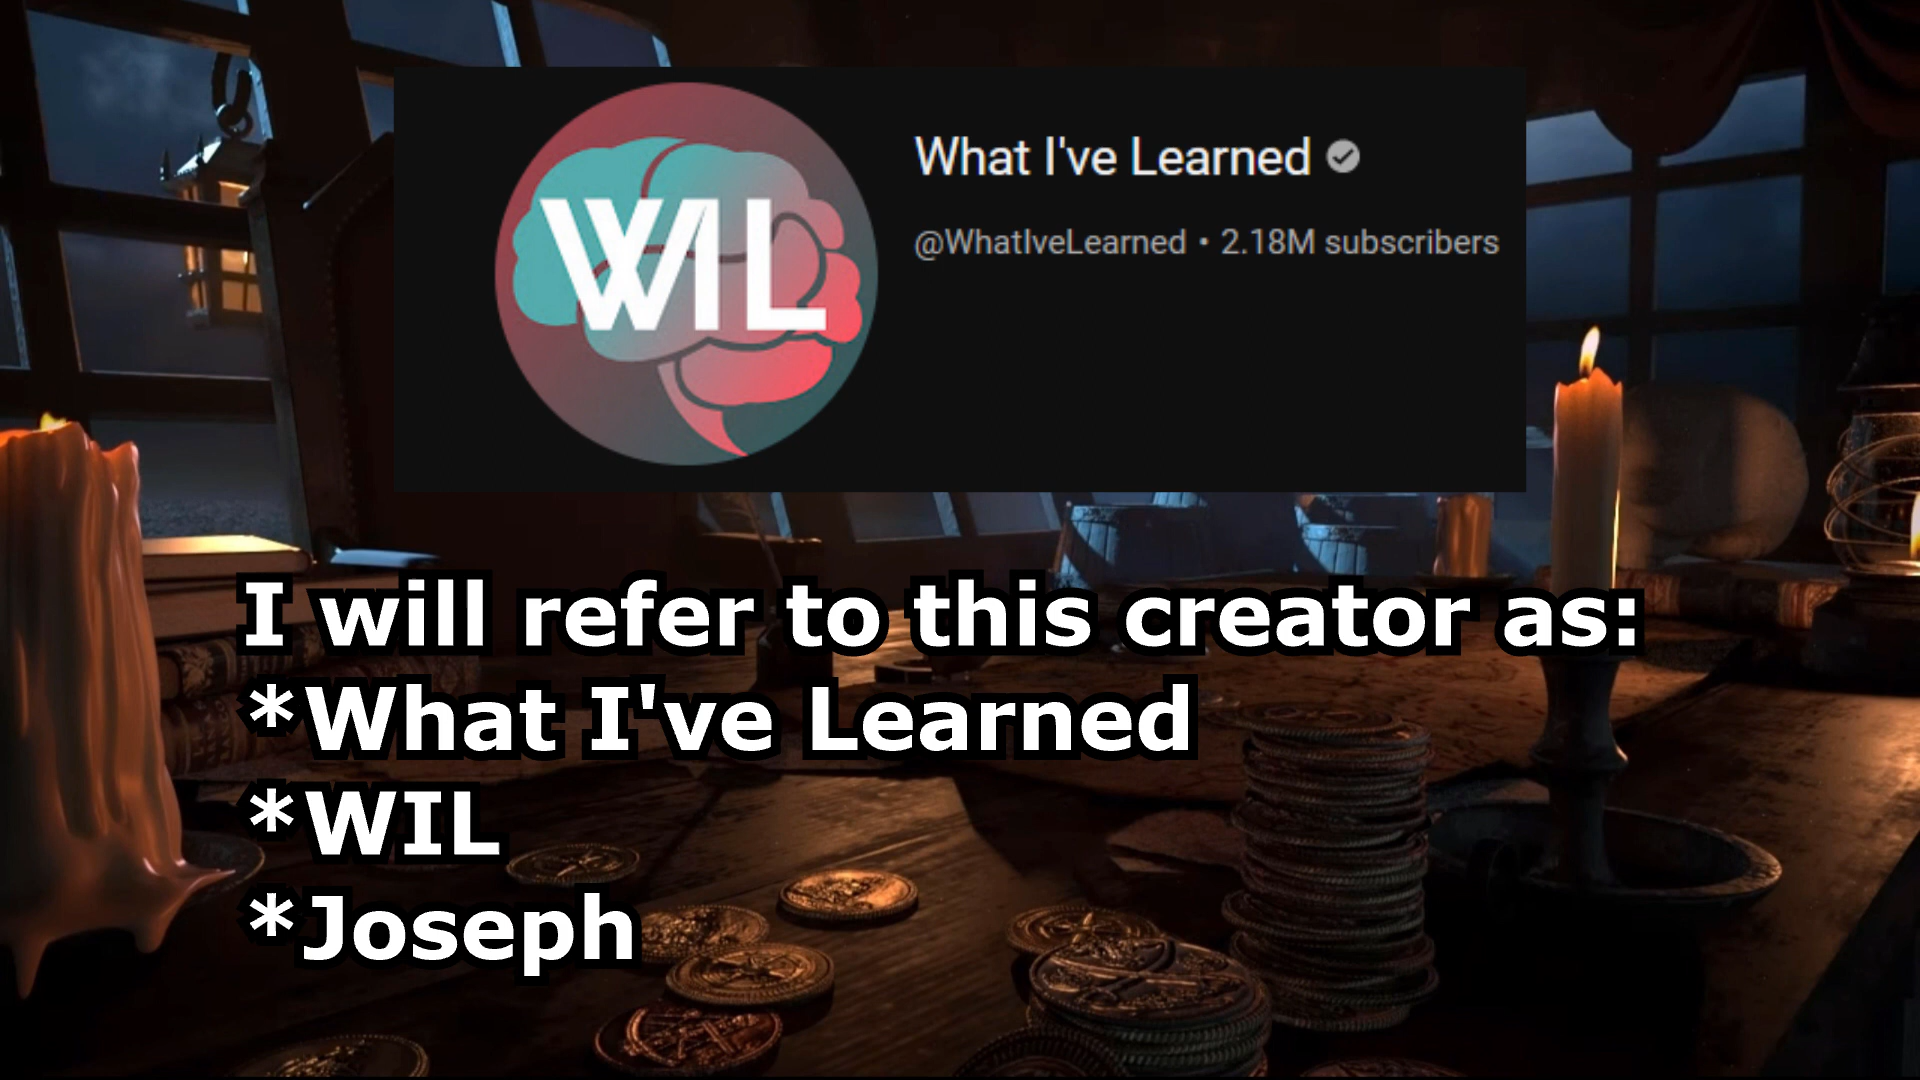 WIL
What I've Learned
@WhatIveLearned • 2.18M subscribers
I will refer to this creator as:
*What I've Learned
*WIL
*Joseph